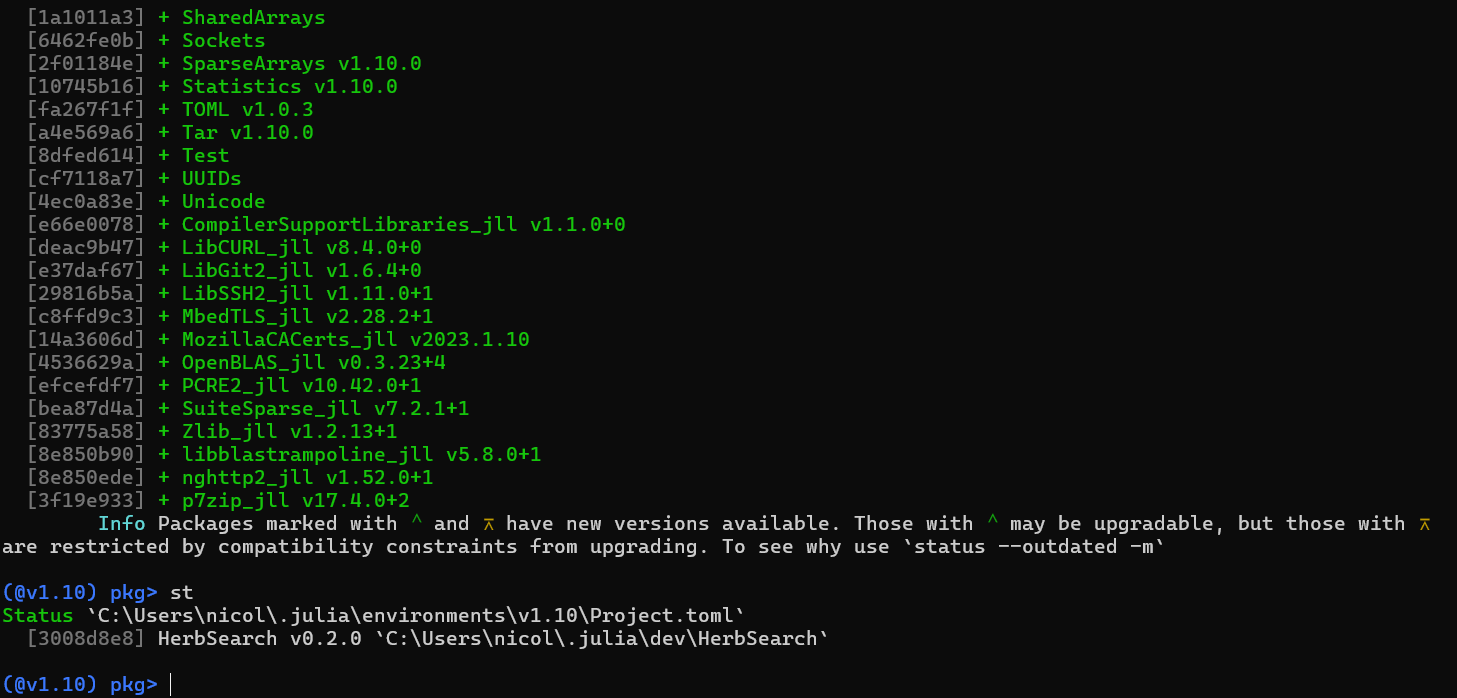 [1a1011a3] + SharedArrays
[6462fe0b] + Sockets
[2f01184e] + SparseArrays v1.10.0
[10745b16] + Statistics v1.10.0
[fa267f1f] + TOML v1.0.3
[a4e569a6] + Tar v1.10.0
[8dfed614] + Test
[cf7118a7] + UUIDs
[4ec0a83e] + Unicode
[e66e0078] + CompilerSupportLibraries_jll v1.1.0+0
[deac9b47] + LibCURL_jll v8.4.0+0
[e37daf67] + LibGit2_jll v1.6.4+0
[29816b5a] + LibSSH2_jll v1.11.0+1
[c8ffd9c3] + MbedTLS_jll v2.28.2+1
[14a3606d] + MozillaCACerts_jll v2023.1.10
[4536629a] + OpenBLAS_jll v0.3.23+4
[efcefdf7] + PCRE2_jll v10.42.0+1
[bea87d4a] + SuiteSparse_jll v7.2.1+1
[83775a58] + Zlib_jll v1.2.13+1
[8e850b90] + libblastrampoline_jll v5.8.0+1
[8e850ede] + nghttp2_jll v1.52.0+1
[3f19e933] + p7zip_jll v17.4.0+2
Info Packages marked with ⌃ and ⌅ have new versions available. Those with ⌃ may be upgradable, but those with ⌅
are restricted by compatibility constraints from upgrading. To see why use `status --outdated -m`
(@v1.10) pkg> st
Status `C:\Users\nicol\.julia\environments\v1.10\Project.toml`
[3008d8e8] HerbSearch v0.2.0 `C:\Users\nicol\.julia\dev\HerbSearch`
(@v1.10) pkg>